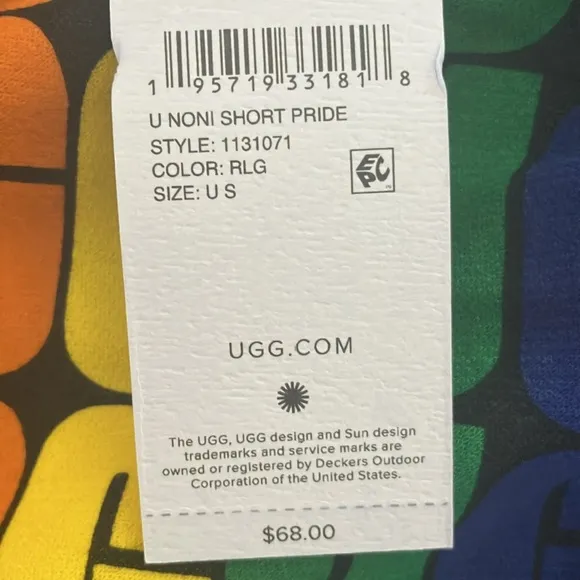 1 95719 33181 8
U NONI SHORT PRIDE
STYLE: 1131071
COLOR: RLG
SIZE: U S
EPC
UGG.COM
The UGG, UGG design and Sun design
trademarks and service marks are
owned or registered by Deckers Outdoor
Corporation of the United States.
$68.00